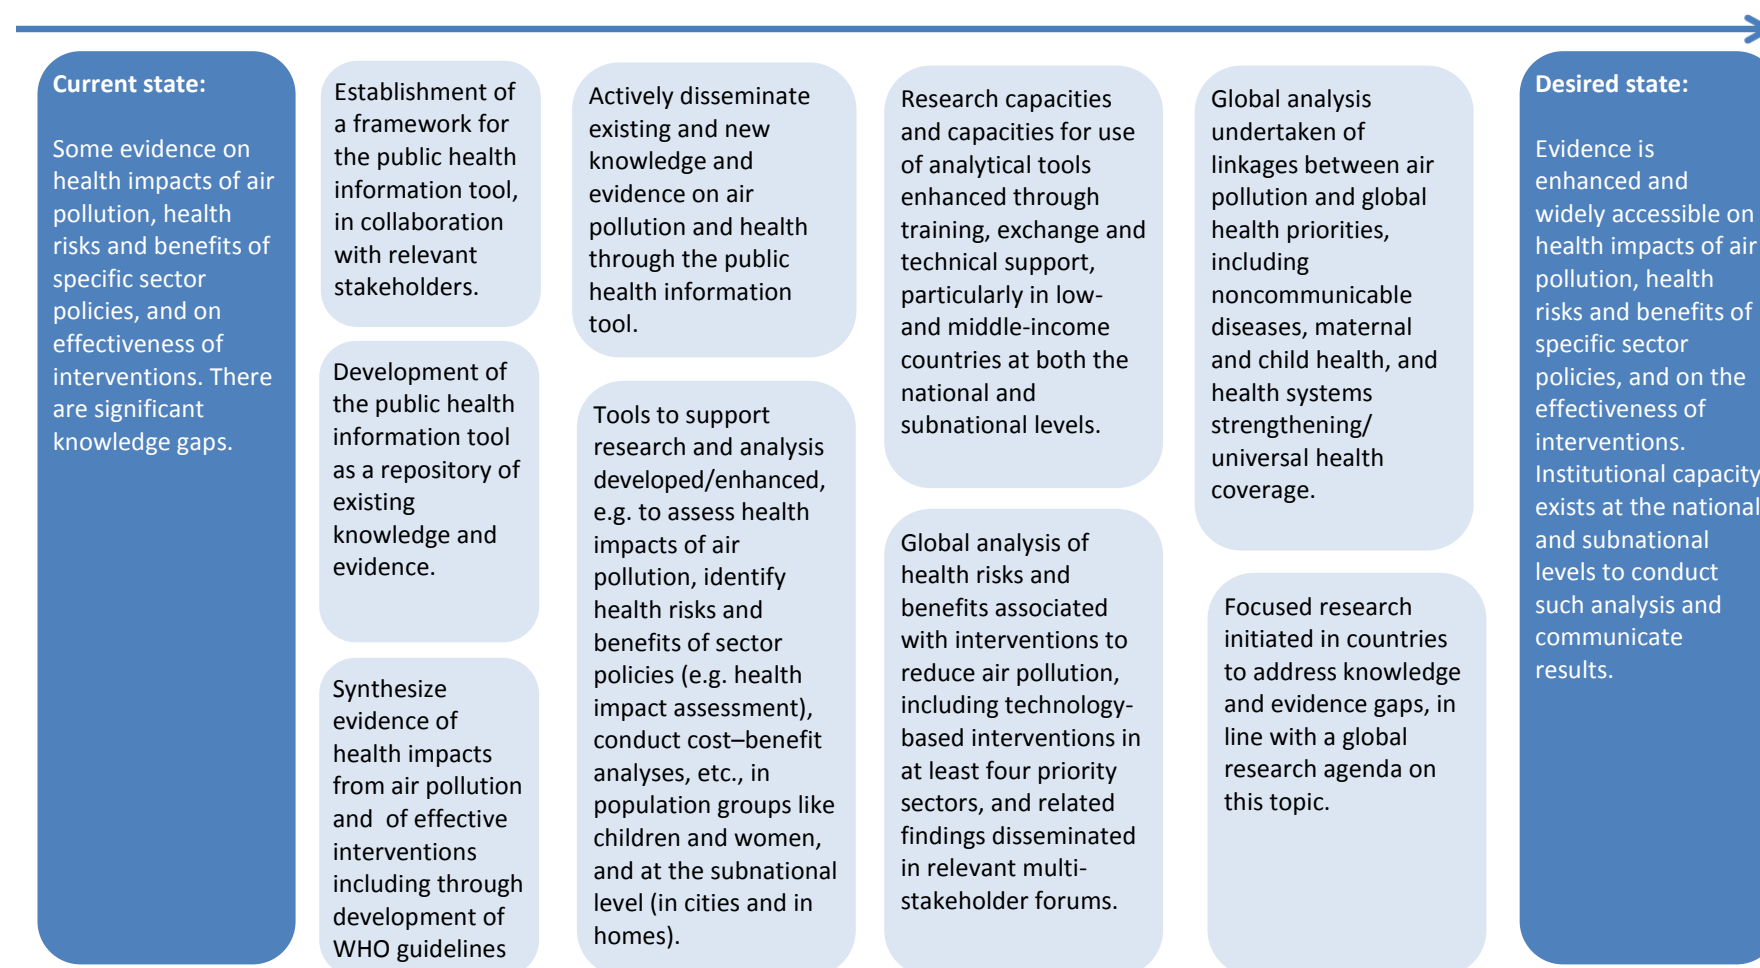 Current state:
Some evidence on
health impacts of air
pollution, health
risks and benefits of
specific sector
policies, and on
effectiveness of
interventions. There
are significant
knowledge gaps.
Establishment of
a framework for
the public health
information tool,
in collaboration
with relevant
stakeholders.
Development of
the public health
information tool
as a repository of
existing
knowledge and
evidence.
Synthesize
evidence of
health impacts
from air pollution
and  of effective
interventions
including through
development of
WHO guidelines
Actively disseminate
existing and new
knowledge and
evidence on air
pollution and health
through the public
health information
tool.
Tools to support
research and analysis
developed/enhanced,
e.g. to assess health
impacts of air
pollution, identify
health risks and
benefits of sector
policies (e.g. health
impact assessment),
conduct cost–benefit
analyses, etc., in
population groups like
children and women,
and at the subnational
level (in cities and in
homes).
Research capacities
and capacities for use
of analytical tools
enhanced through
training, exchange and
technical support,
particularly in low-
and middle-income
countries at both the
national and
subnational levels.
Global analysis of
health risks and
benefits associated
with interventions to
reduce air pollution,
including technology-
based interventions in
at least four priority
sectors, and related
findings disseminated
in relevant multi-
stakeholder forums.
Global analysis
undertaken of
linkages between air
pollution and global
health priorities,
including
noncommunicable
diseases, maternal
and child health, and
health systems
strengthening/
universal health
coverage.
Focused research
initiated in countries
to address knowledge
and evidence gaps, in
line with a global
research agenda on
this topic.
Desired state:
Evidence is
enhanced and
widely accessible on
health impacts of air
pollution, health
risks and benefits of
specific sector
policies, and on the
effectiveness of
interventions.
Institutional capacity
exists at the national
and subnational
levels to conduct
such analysis and
communicate
results.